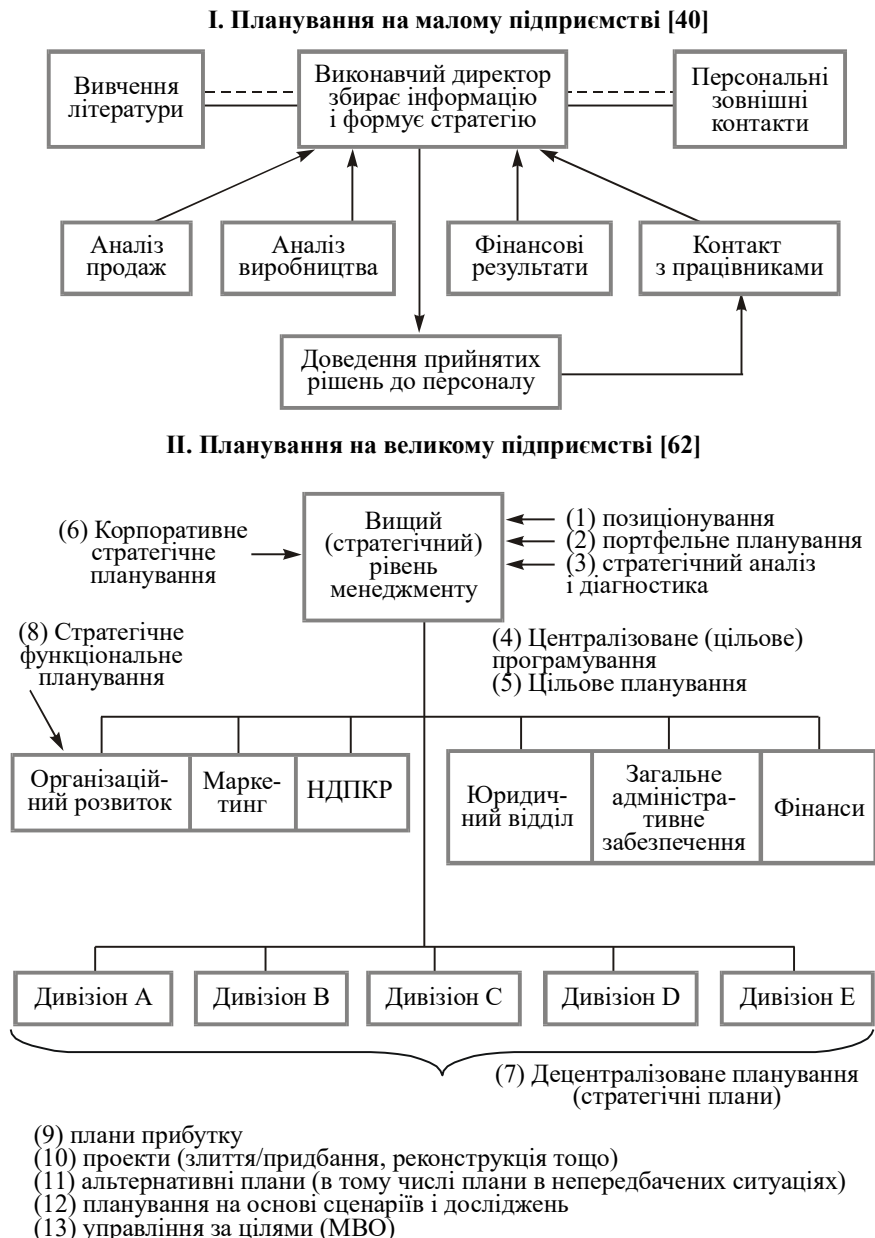 I. Планування на малому підприємстві [40]
Вивчення
літератури
Виконавчий директор
збирає інформацію
і формує стратегію
Персональні
зовнішні
контакти
Аналіз
продаж
Аналіз
виробництва
Фінансові
результати
Контакт
з працівниками
Доведення прийнятих
рішень до персоналу
II. Планування на великому підприємстві [62]
(6) Корпоративне
стратегічне
планування
Вищий
(стратегічний)
рівень
менеджменту
(1) позиціонування
(2) портфельне планування
(3) стратегічний аналіз
і діагностика
(8) Стратегічне
функціональне
планування
(4) Централізоване (цільове)
програмування
(5) Цільове планування
Організацій-
ний розвиток
Марке-
тинг
НДПКР
Юридич-
ний відділ
Загальне
адміністра-
тивне
забезпечення
Фінанси
Дивізіон A
Дивізіон B
Дивізіон C
Дивізіон D
Дивізіон E
(7) Децентралізоване планування
(стратегічні плани)
(9) плани прибутку
(10) проекти (злиття/придбання, реконструкція тощо)
(11) альтернативні плани (в тому числі плани в непередбачених ситуаціях)
(12) планування на основі сценаріїв і досліджень
(13) управління за цілями (МВО)